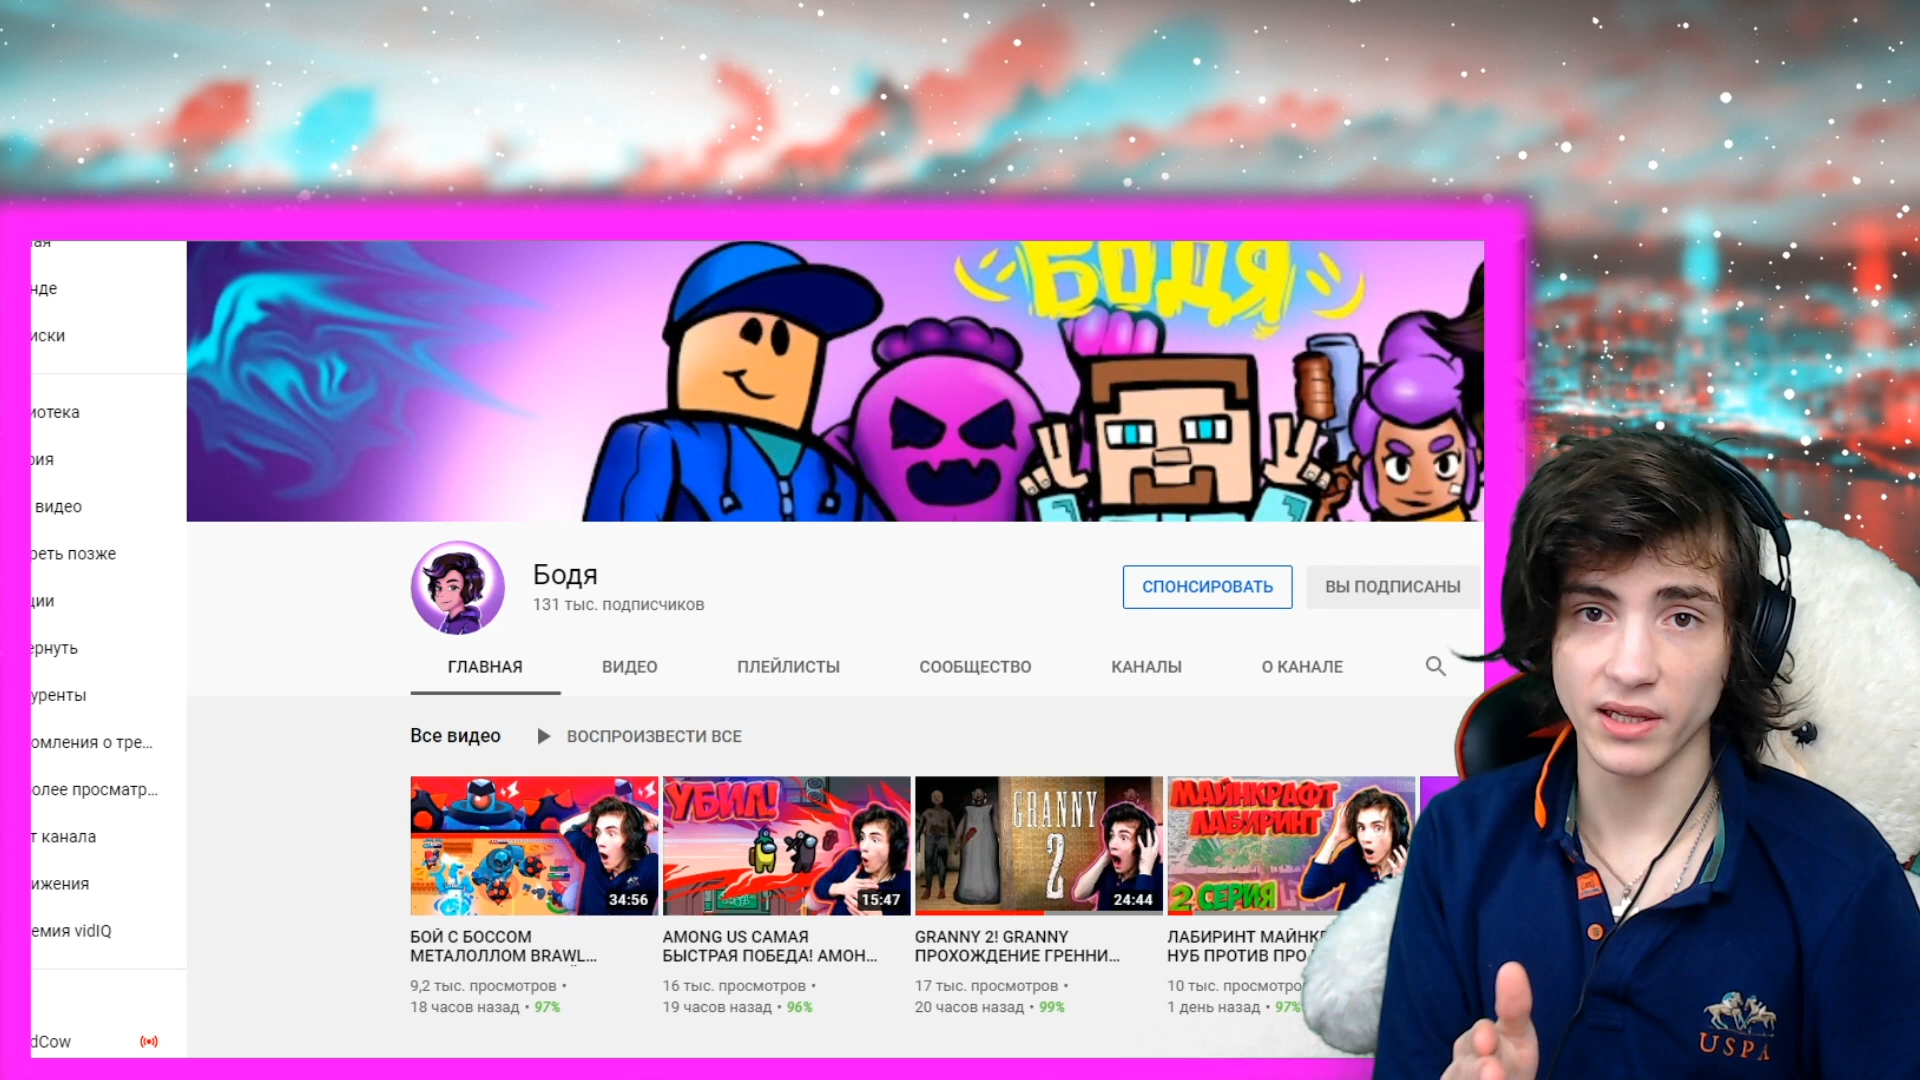 ая
нде
иски
иотека
рия
видео
реть позже
ции
ернуть
уренты
омления о тре...
олее просматр...
т канала
ижения
емия vidIQ
dCow
БОДЯ
Бодя
131 тыс. подписчиков
СПОНСИРОВАТЬ
ВЫ ПОДПИСАНЫ
ГЛАВНАЯ
ВИДЕО
ПЛЕЙЛИСТЫ
СООБЩЕСТВО
КАНАЛЫ
О КАНАЛЕ
Все видео
ВОСПРОИЗВЕСТИ ВСЕ
34:56
БОЙ С БОССОМ
МЕТАЛОЛЛОМ BRAWL...
9,2 тыс. просмотров •
18 часов назад • 97%
УБИЛ!
15:47
AMONG US САМАЯ
БЫСТРАЯ ПОБЕДА! АМОН...
16 тыс. просмотров •
19 часов назад • 96%
GRANNY
2
24:44
GRANNY 2! GRANNY
ПРОХОЖДЕНИЕ ГРЕННИ...
17 тыс. просмотров •
20 часов назад • 99%
МАЙНКРАФТ
ЛАБИРИНТ
2 СЕРИЯ
ЛАБИРИНТ МАЙНК
НУБ ПРОТИВ ПРО
10 тыс. просмотро
1 день назад • 97%
USPA